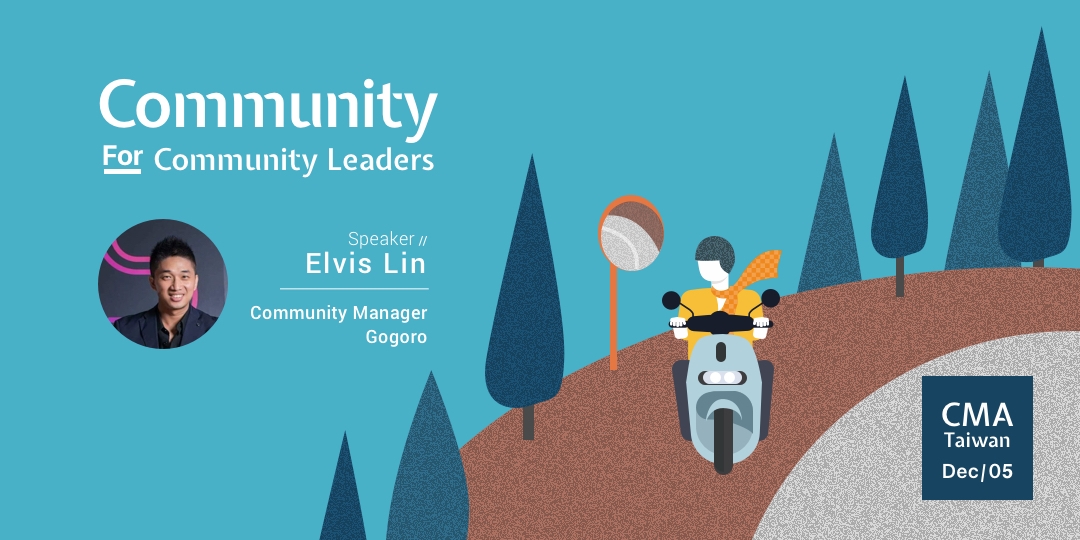 Community
For Community Leaders
Speaker //
Elvis Lin
Community Manager
Gogoro
CMA
Taiwan
Dec/05